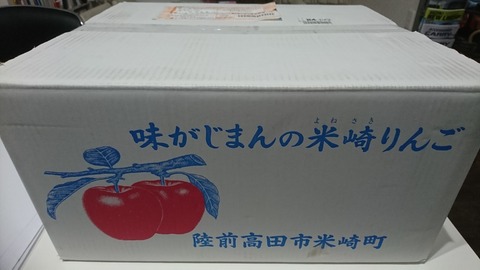 よねさき
味がじまんの米崎りんご
陸前高田市米崎町